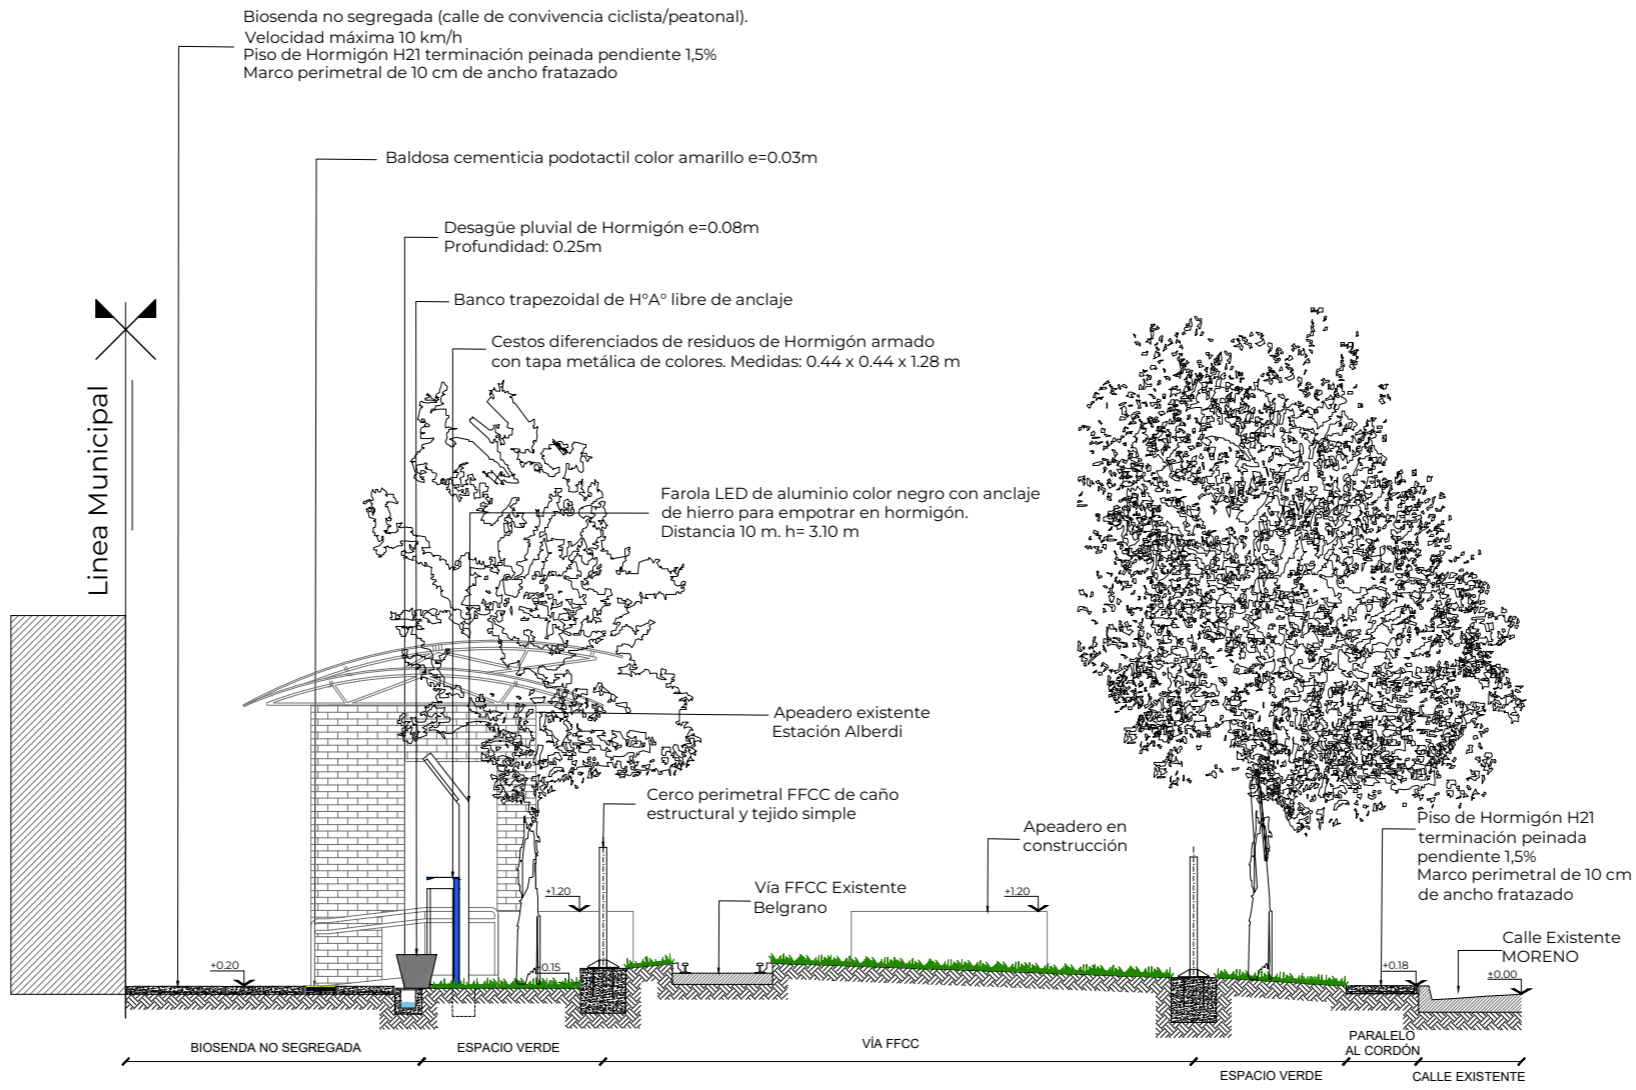 Biosenda no segregada (calle de convivencia ciclista/peatonal).
Velocidad máxima 10 km/h
Piso de Hormigón H21 terminación peinada pendiente 1,5%
Marco perimetral de 10 cm de ancho fratazado
Baldosa cementicia podotactil color amarillo e=0.03m
Desagüe pluvial de Hormigón e=0.08m
Profundidad: 0.25m
Banco trapezoidal de H°A° libre de anclaje
Cestos diferenciados de residuos de Hormigón armado
con tapa metálica de colores. Medidas: 0.44 x 0.44 x 1.28 m
Linea Municipal
Farola LED de aluminio color negro con anclaje
de hierro para empotrar en hormigón.
Distancia 10 m. h= 3.10 m
Apeadero existente
Estación Alberdi
Cerco perimetral FFCC de caño
estructural y tejido simple
Apeadero en
construcción
Piso de Hormigón H21
terminación peinada
pendiente 1,5%
Marco perimetral de 10 cm
de ancho fratazado
Vía FFCC Existente
Belgrano
+1.20
+1.20
Calle Existente
MORENO
+0.20
+0.15
+0.18
±0.00
BIOSENDA NO SEGREGADA
ESPACIO VERDE
VÍA FFCC
ESPACIO VERDE
PARALELO
AL CORDÓN
CALLE EXISTENTE